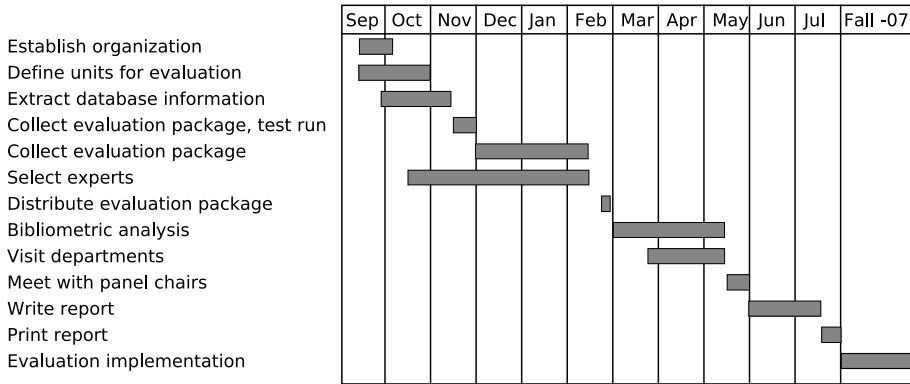 Sep Oct Nov Dec Jan Feb Mar Apr May Jun Jul Fall -07
Establish organization
Define units for evaluation
Extract database information
Collect evaluation package, test run
Collect evaluation package
Select experts
Distribute evaluation package
Bibliometric analysis
Visit departments
Meet with panel chairs
Write report
Print report
Evaluation implementation